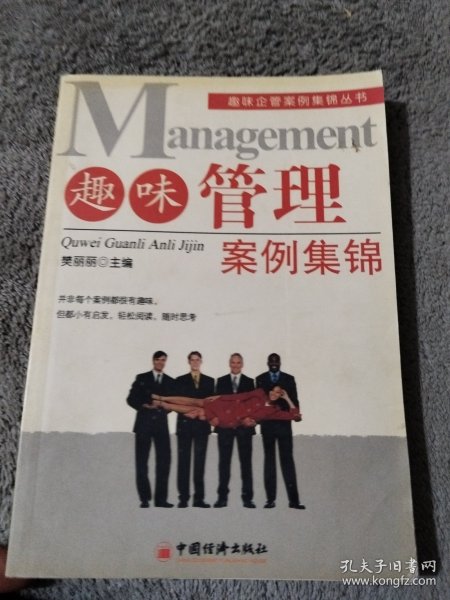 趣味企管案例集锦丛书
Management
趣味管理
Quwei Guanli Anli Jijin
案例集锦
樊丽丽◎主编
并非每个案例都很有趣味，
但都小有启发，轻松阅读，随时思考
中国经济出版社
孔夫子旧书网
www.kongfz.com